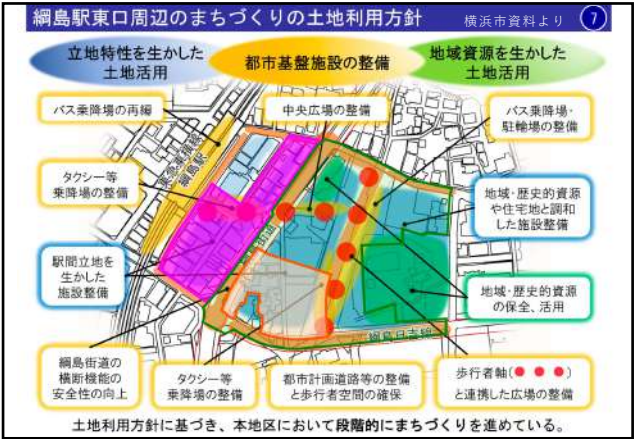 綱島駅東口周辺のまちづくりの土地利用方針
横浜市資料より
7
立地特性を生かした
土地活用
都市基盤施設の整備
地域資源を生かした
土地活用
バス乗降場の再編
中央広場の整備
バス乗降場・
駐輪場の整備
東急東横線
綱島駅
タクシー等
乗降場の整備
地域・歴史的資源
や住宅地と調和
した施設整備
駅間立地を
生かした
施設整備
街道
地域・歴史的資源
の保全、活用
綱島日吉線
綱島街道の
横断機能の
安全性の向上
タクシー等
乗降場の整備
都市計画道路等の整備
と歩行者空間の確保
歩行者軸(●●●)
と連携した広場の整備
土地利用方針に基づき、本地区において段階的にまちづくりを進めている。